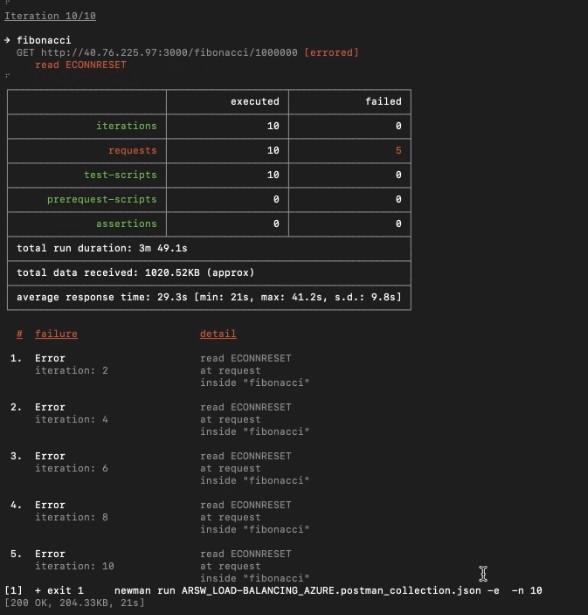 Iteration 10/10
→ fibonacci
GET http://40.76.225.97:3000/fibonacci/1000000 [errored]
read ECONNRESET
executed failed
iterations 10 0
requests 10 5
test-scripts 10 0
prerequest-scripts 0 0
assertions 0 0
total run duration: 3m 49.1s
total data received: 1020.52KB (approx)
average response time: 29.3s [min: 21s, max: 41.2s, s.d.: 9.8s]
# failure detail
1. Error read ECONNRESET
iteration: 2 at request
inside "fibonacci"
2. Error read ECONNRESET
iteration: 4 at request
inside "fibonacci"
3. Error read ECONNRESET
iteration: 6 at request
inside "fibonacci"
4. Error read ECONNRESET
iteration: 8 at request
inside "fibonacci"
5. Error read ECONNRESET
iteration: 10 at request
inside "fibonacci"
[1] + exit 1 newman run ARSW_LOAD-BALANCING_AZURE.postman_collection.json -e -n 10
[200 OK, 204.33KB, 21s]